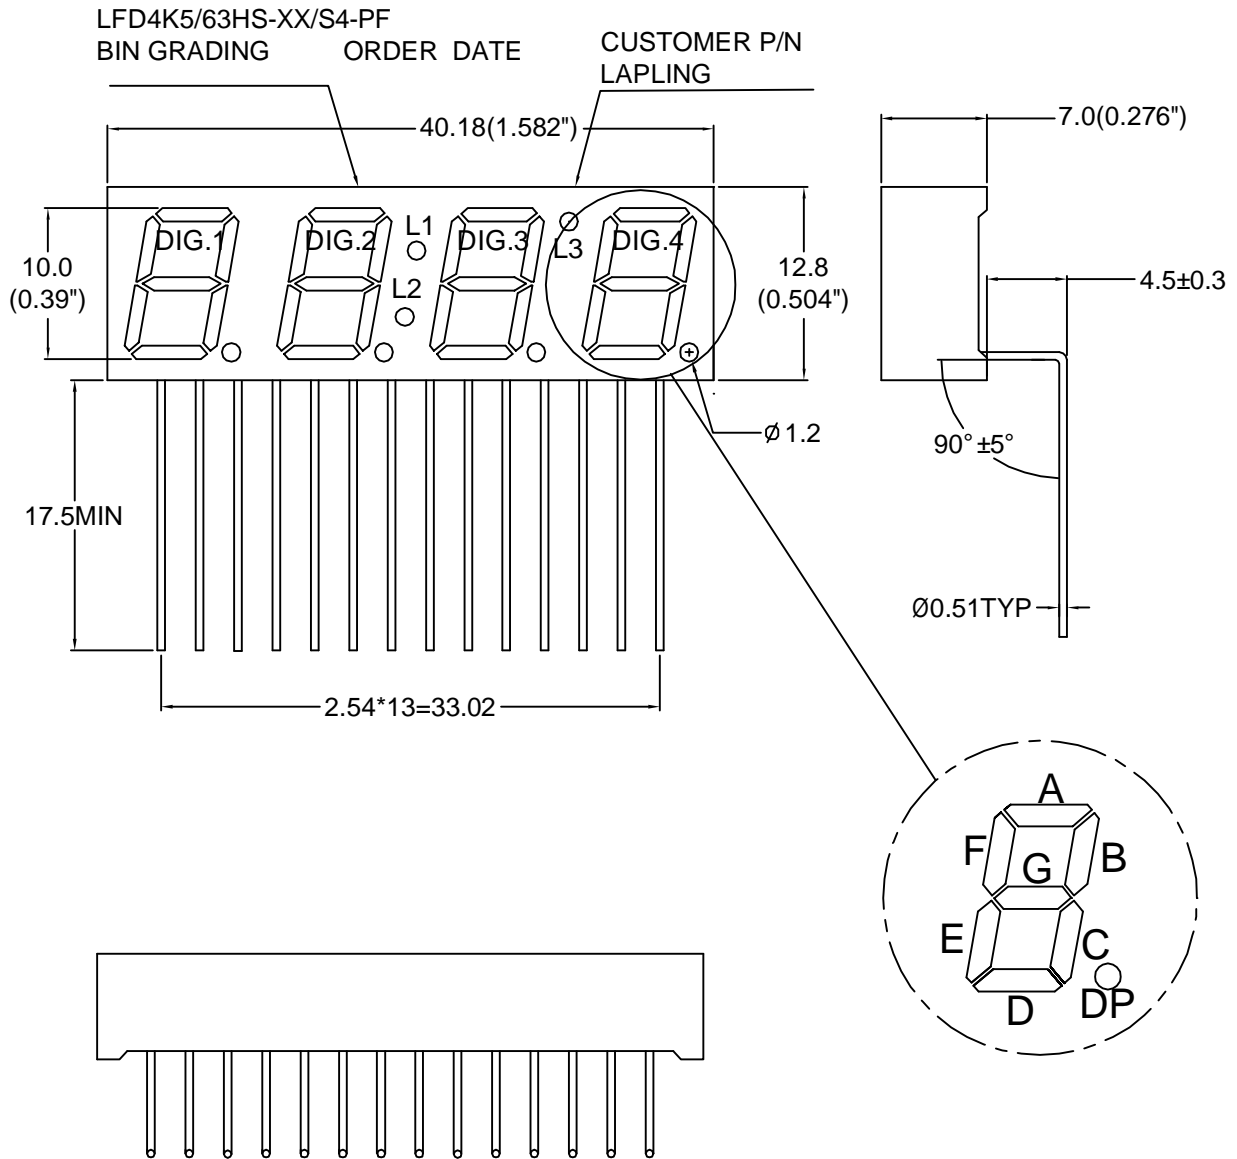 LFD4K5/63HS-XX/S4-PF
BIN GRADING ORDER DATE
CUSTOMER P/N
LAPLING
40.18(1.582")
7.0(0.276")
DIG.1
DIG.2
L1
DIG.3
L3
DIG.4
L2
10.0
(0.39")
12.8
(0.504")
4.5±0.3
Ø1.2
90°±5°
17.5MIN
Ø0.51TYP
2.54*13=33.02
A
F
B
G
E
C
D
DP